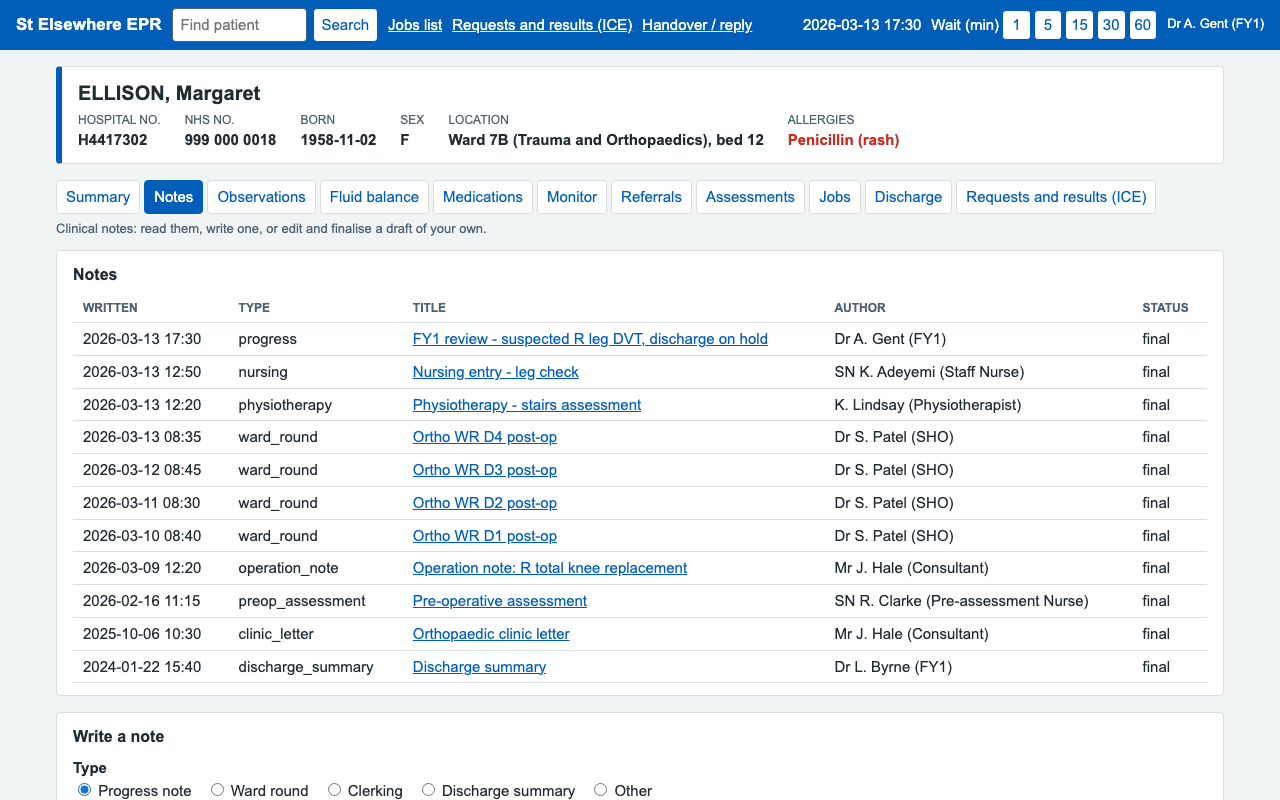 St Elsewhere EPR Find patient Search Jobs list Requests and results (ICE) Handover / reply 2026-03-13 17:30 Wait (min) 1 5 15 30 60 Dr A. Gent (FY1)
ELLISON, Margaret
HOSPITAL NO. NHS NO. BORN SEX LOCATION ALLERGIES
H4417302 999 000 0018 1958-11-02 F Ward 7B (Trauma and Orthopaedics), bed 12 Penicillin (rash)
Summary Notes Observations Fluid balance Medications Monitor Referrals Assessments Jobs Discharge Requests and results (ICE)
Clinical notes: read them, write one, or edit and finalise a draft of your own.
Notes
WRITTEN TYPE TITLE AUTHOR STATUS
2026-03-13 17:30 progress FY1 review - suspected R leg DVT, discharge on hold Dr A. Gent (FY1) final
2026-03-13 12:50 nursing Nursing entry - leg check SN K. Adeyemi (Staff Nurse) final
2026-03-13 12:20 physiotherapy Physiotherapy - stairs assessment K. Lindsay (Physiotherapist) final
2026-03-13 08:35 ward_round Ortho WR D4 post-op Dr S. Patel (SHO) final
2026-03-12 08:45 ward_round Ortho WR D3 post-op Dr S. Patel (SHO) final
2026-03-11 08:30 ward_round Ortho WR D2 post-op Dr S. Patel (SHO) final
2026-03-10 08:40 ward_round Ortho WR D1 post-op Dr S. Patel (SHO) final
2026-03-09 12:20 operation_note Operation note: R total knee replacement Mr J. Hale (Consultant) final
2026-02-16 11:15 preop_assessment Pre-operative assessment SN R. Clarke (Pre-assessment Nurse) final
2025-10-06 10:30 clinic_letter Orthopaedic clinic letter Mr J. Hale (Consultant) final
2024-01-22 15:40 discharge_summary Discharge summary Dr L. Byrne (FY1) final
Write a note
Type
Progress note Ward round Clerking Discharge summary Other